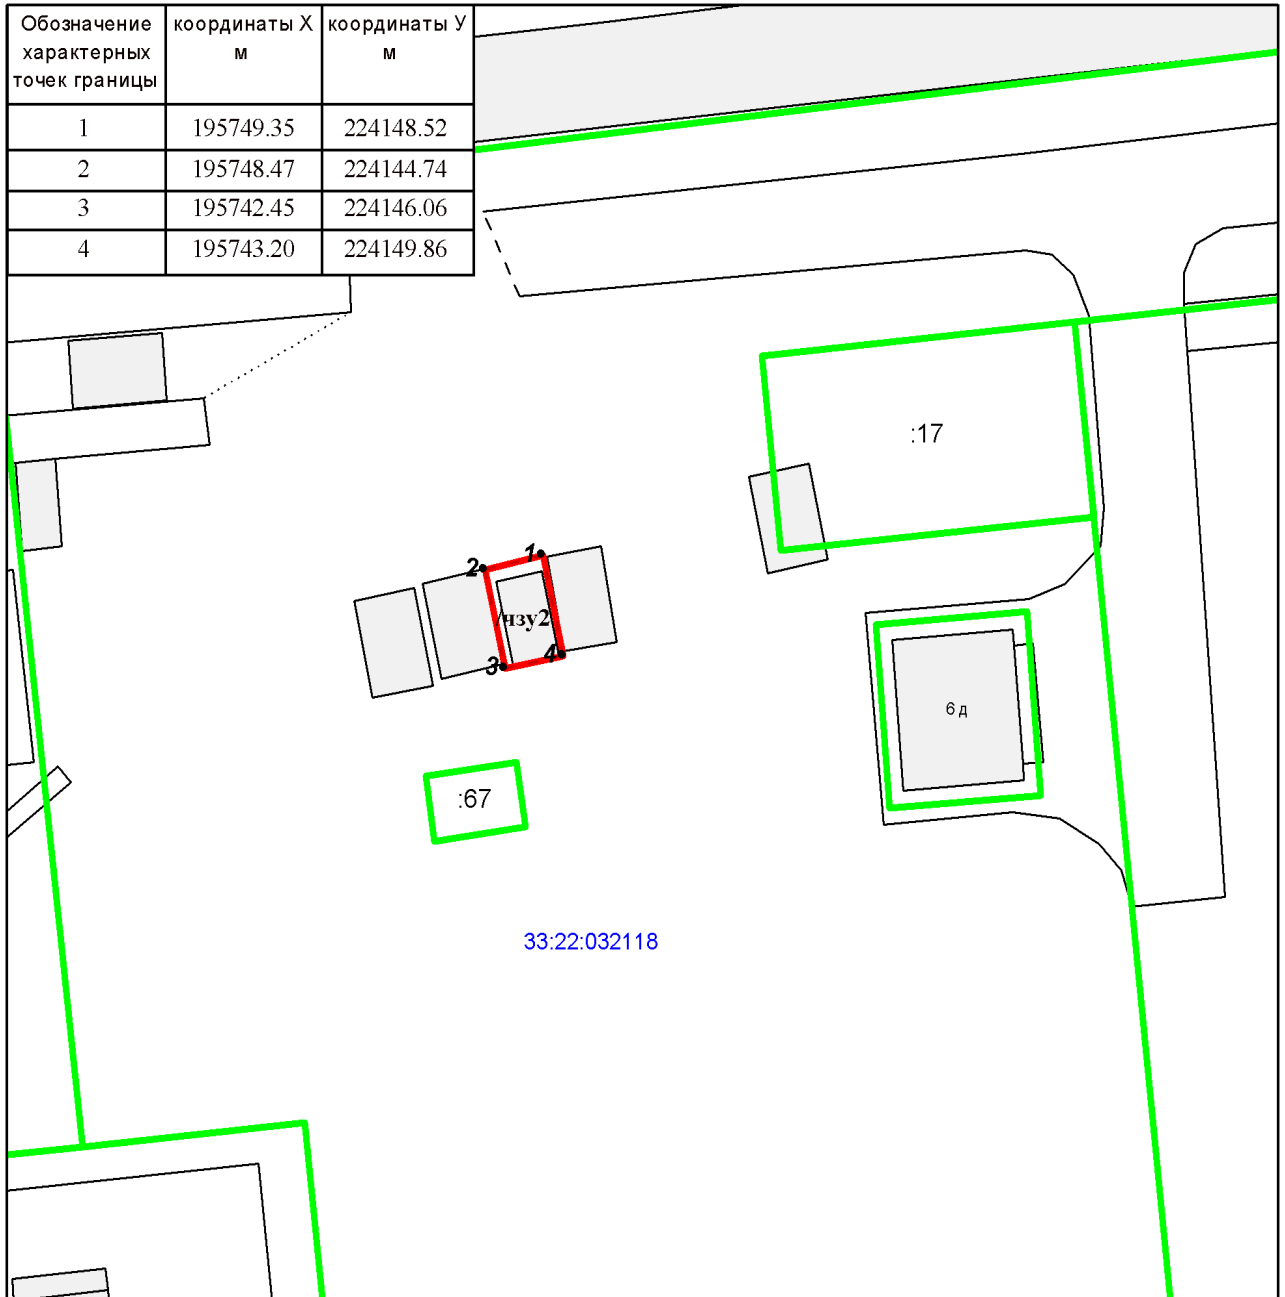 Обозначение характерных точек границы | координаты Х м | координаты У м
1 | 195749.35 | 224148.52
2 | 195748.47 | 224144.74
3 | 195742.45 | 224146.06
4 | 195743.20 | 224149.86
:17
1
2
/чзу2
3
4
6 д
:67
33:22:032118